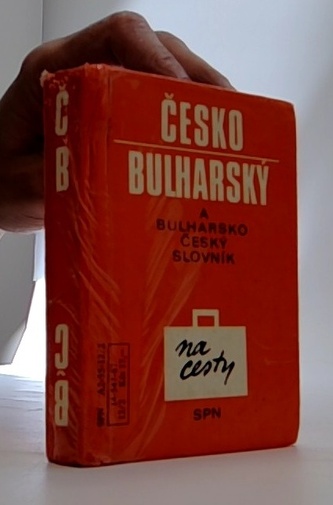 ČESKO
BULHARSKÝ
A
BULHARSKO
ČESKÝ
SLOVNÍK
na
cesty
SPN
Č
B
B
Č